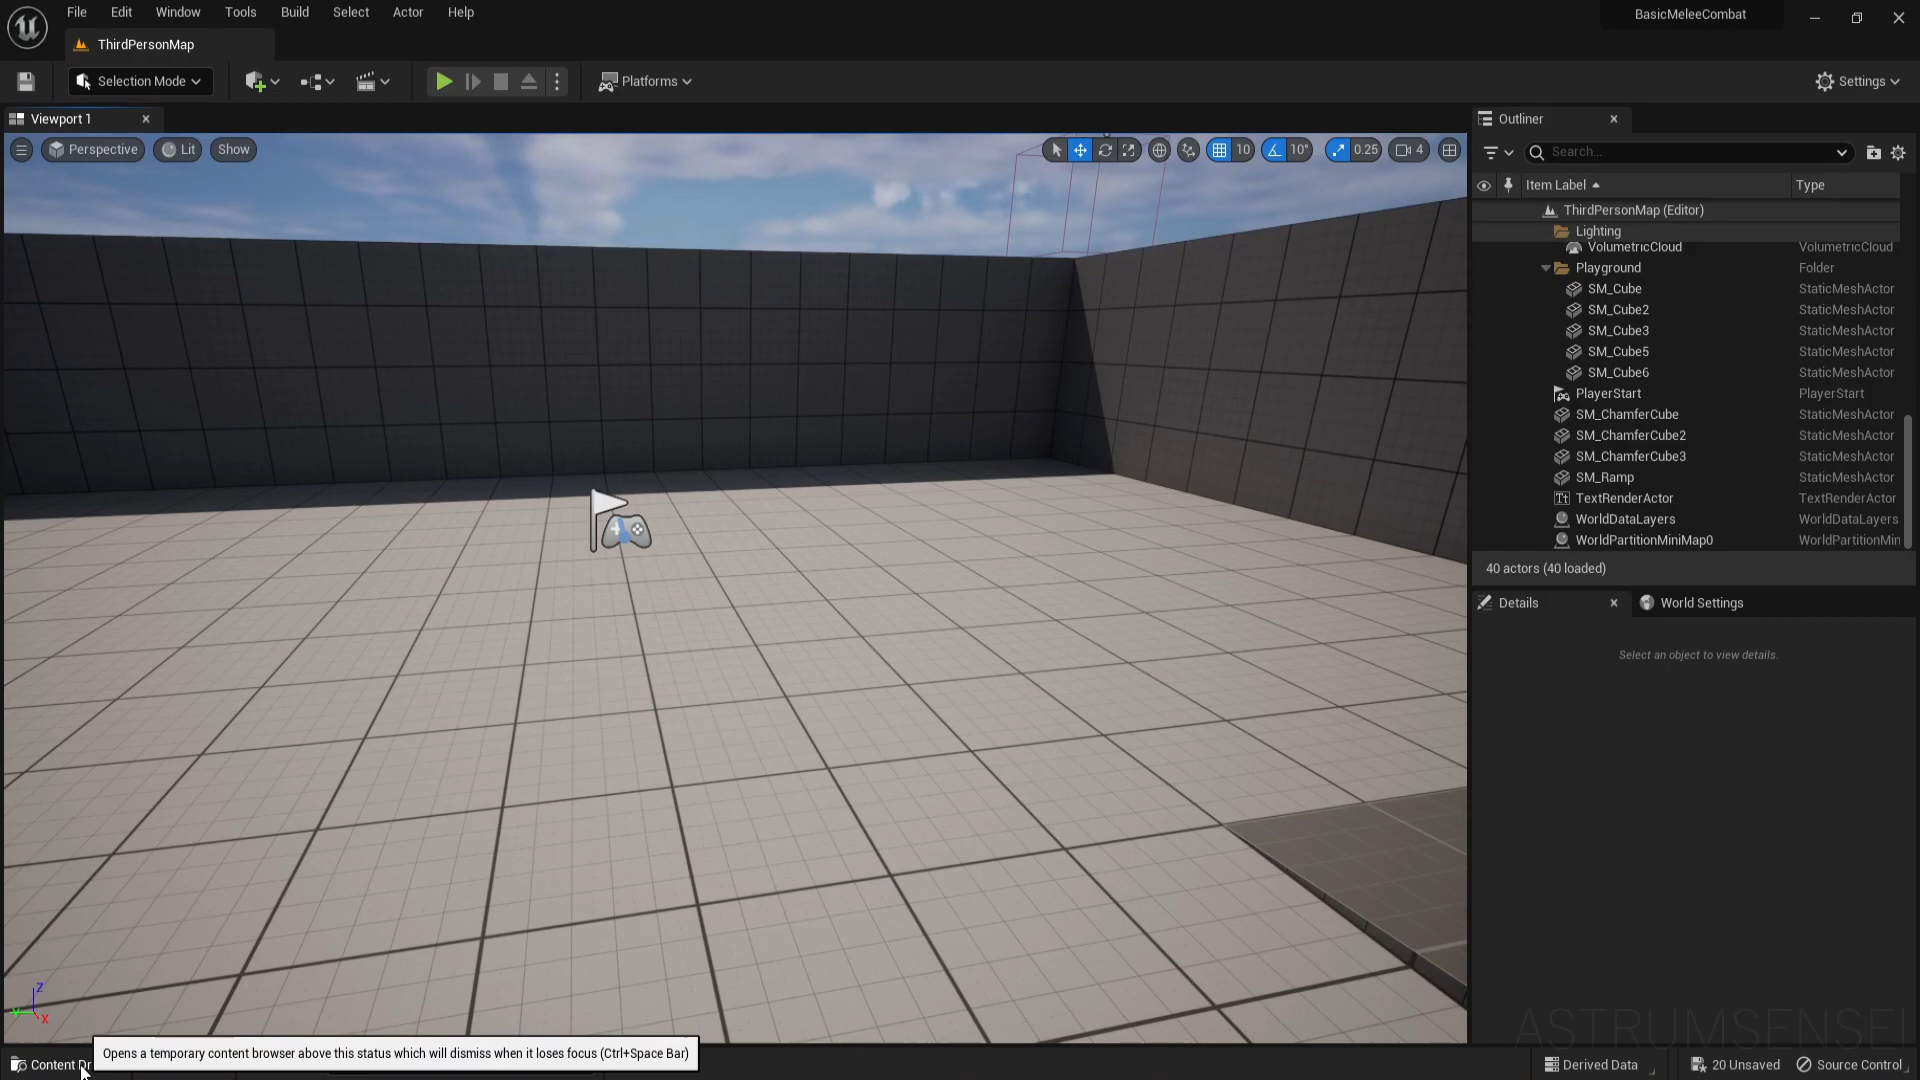 File Edit Window Tools Build Select Actor Help
BasicMeleeCombat
ThirdPersonMap
Selection Mode
Platforms
Settings
Viewport 1
Perspective
Lit
Show
10
10°
0.25
4
Outliner
Search...
Item Label
Type
ThirdPersonMap (Editor)
Lighting
VolumetricCloud VolumetricCloud
Playground Folder
SM_Cube StaticMeshActor
SM_Cube2 StaticMeshActor
SM_Cube3 StaticMeshActor
SM_Cube5 StaticMeshActor
SM_Cube6 StaticMeshActor
PlayerStart PlayerStart
SM_ChamferCube StaticMeshActor
SM_ChamferCube2 StaticMeshActor
SM_ChamferCube3 StaticMeshActor
SM_Ramp StaticMeshActor
TextRenderActor TextRenderActor
WorldDataLayers WorldDataLayers
WorldPartitionMiniMap0 WorldPartitionMin
40 actors (40 loaded)
Details
World Settings
Select an object to view details.
Z
Y
X
ASTRUMSENSEI
Opens a temporary content browser above this status which will dismiss when it loses focus (Ctrl+Space Bar)
Content Dr
Derived Data
20 Unsaved
Source Control